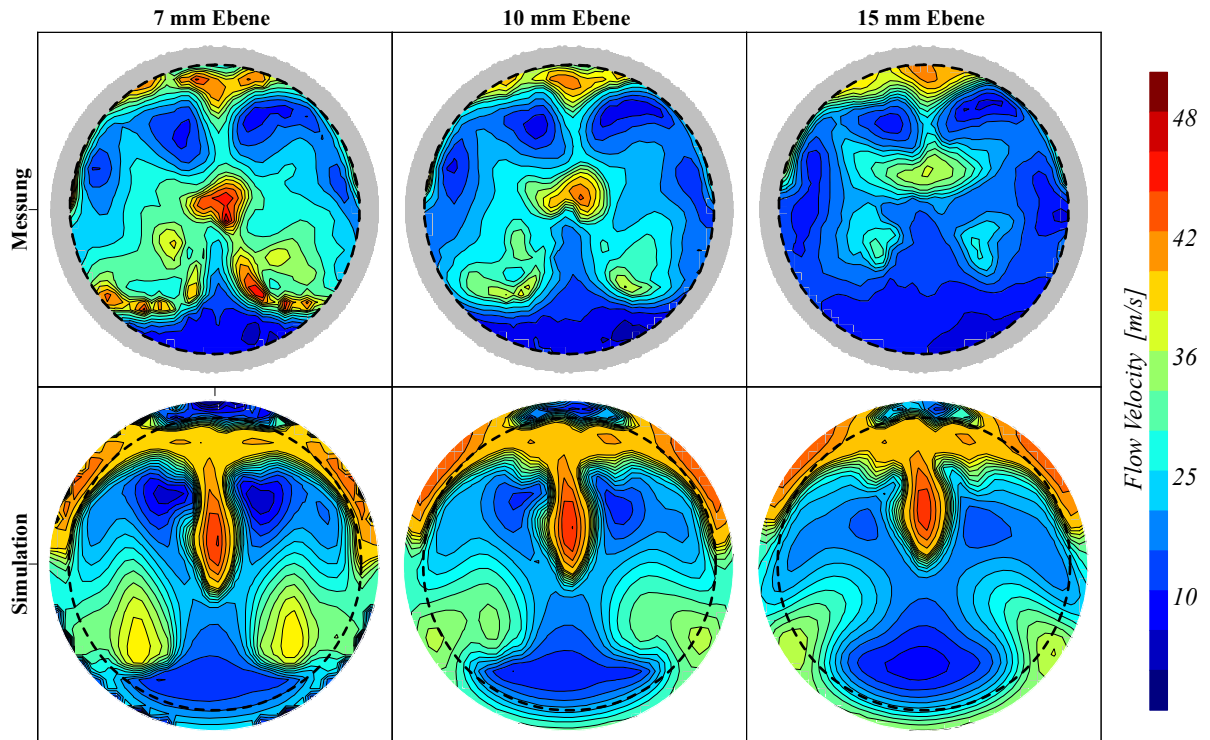 7 mm Ebene
10 mm Ebene
15 mm Ebene
Messung
Simulation
48
42
36
25
10
Flow Velocity [m/s]